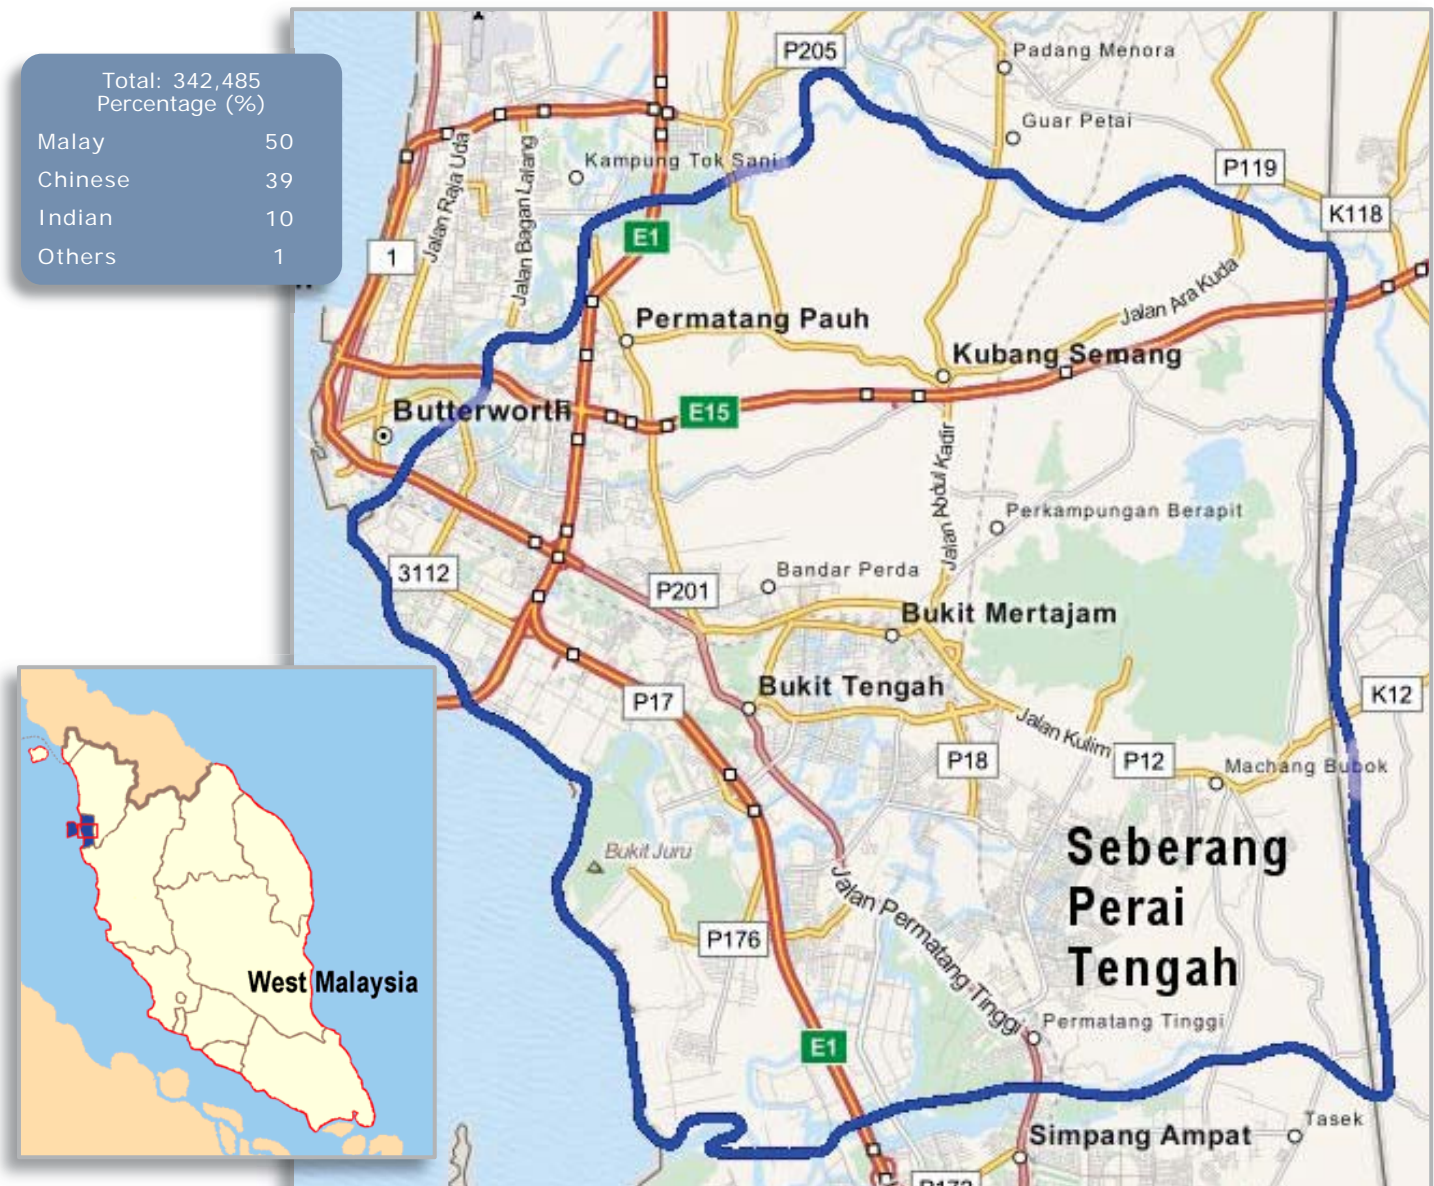 Total: 342,485
Percentage (%)
Malay 50
Chinese 39
Indian 10
Others 1
P205
Padang Menora
Guar Petai
Kampung Tok Sani
P119
K118
Jalan Raja Uda
Jalan Bagan Lalang
1
E1
Jalan Ara Kuda
Permatang Pauh
Kubang Semang
Butterworth
E15
Jalan Abdul Kadir
Perkampungan Berapit
3112
Bandar Perda
P201
Bukit Mertajam
Bukit Tengah
P17
K12
Jalan Kulim
P18
P12
Machang Bubok
Bukit Juru
Seberang
Perai
Tengah
Jalan Permatang Tinggi
P176
West Malaysia
Permatang Tinggi
E1
Tasek
Simpang Ampat